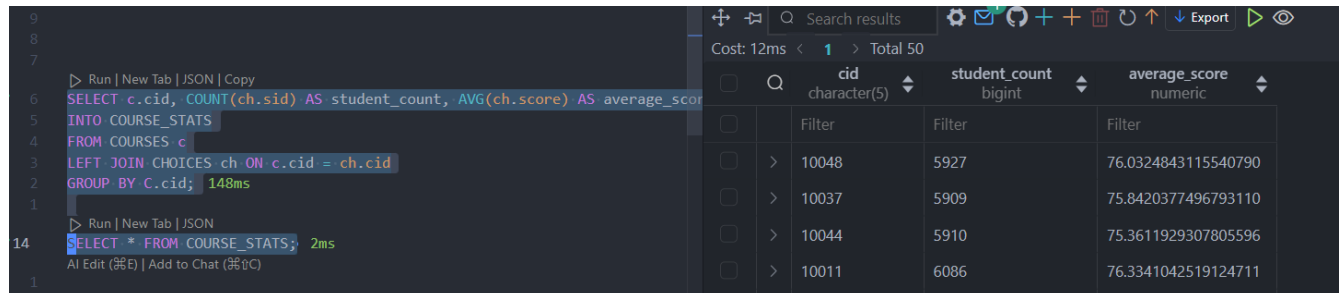 9
8
7
Run | New Tab | JSON | Copy
6 SELECT c.cid, COUNT(ch.sid) AS student_count, AVG(ch.score) AS average_scor
5 INTO COURSE_STATS
4 FROM COURSES c
3 LEFT JOIN CHOICES ch ON c.cid = ch.cid
2 GROUP BY C.cid; 148ms
1
Run | New Tab | JSON
14 SELECT * FROM COURSE_STATS; 2ms
AI Edit (⌘E) | Add to Chat (⌘⇧C)
1
Search results Export
Cost: 12ms < 1 > Total 50
cid student_count average_score
character(5) bigint numeric
Filter Filter Filter
10048 5927 76.0324843115540790
10037 5909 75.8420377496793110
10044 5910 75.3611929307805596
10011 6086 76.3341042519124711